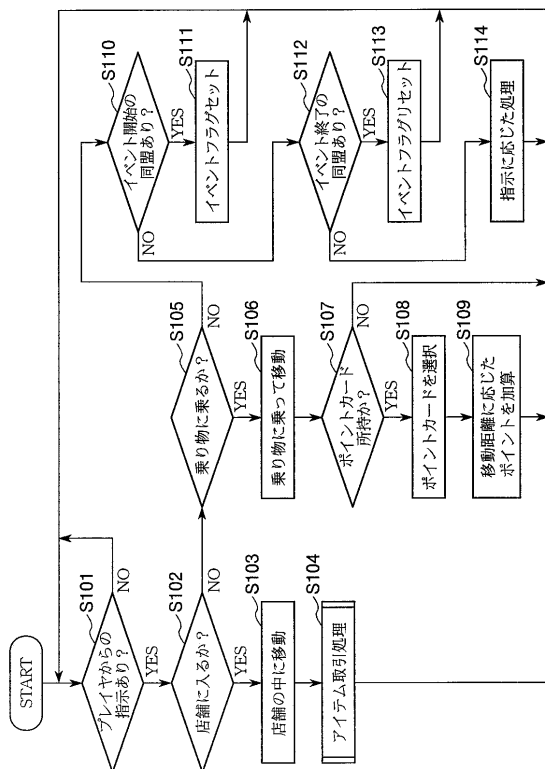 START
S101
プレイヤからの
指示あり？
NO
YES
S102
店舗に入るか？
NO
YES
S103
店舗の中に移動
S104
アイテム取引処理
S105
乗り物に乗るか？
NO
YES
S106
乗り物に乗って移動
S107
ポイントカード
所持か？
NO
YES
S108
ポイントカードを選択
S109
移動距離に応じた
ポイントを加算
S110
イベント開始の
同盟あり？
NO
YES
S111
イベントフラグセット
S112
イベント終了の
同盟あり？
NO
YES
S113
イベントフラグリセット
S114
指示に応じた処理